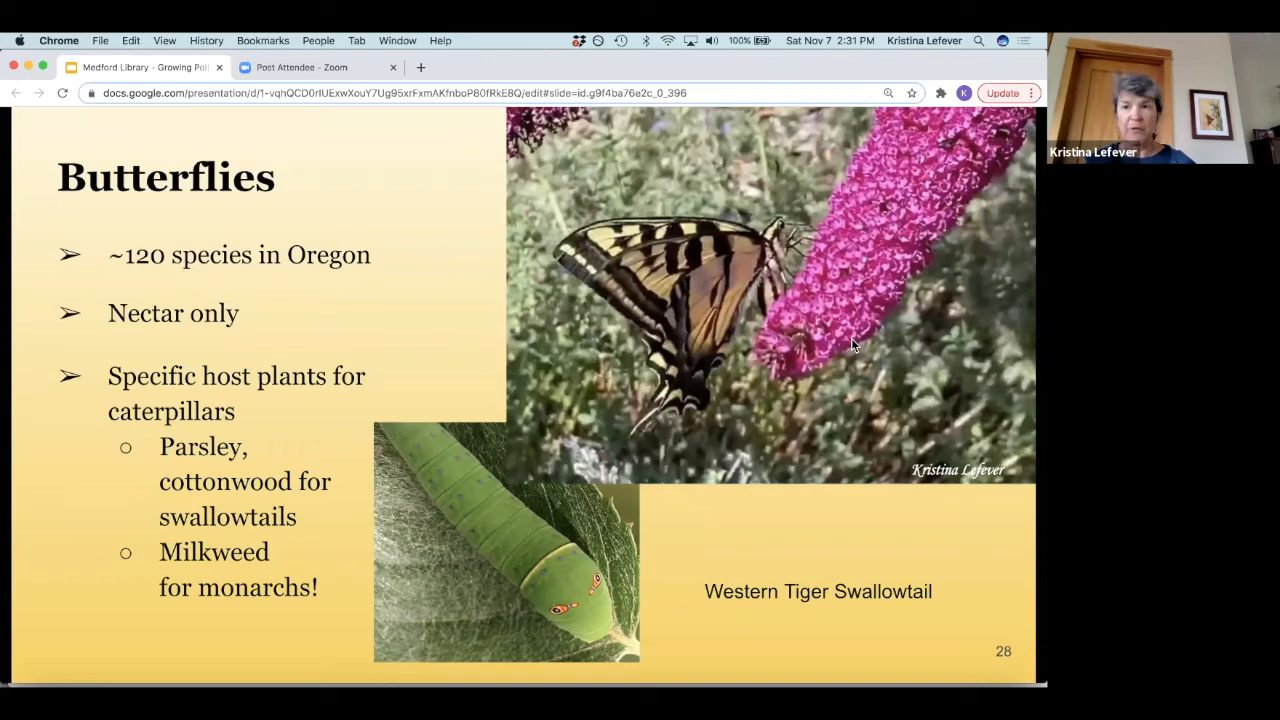 Chrome File Edit View History Bookmarks People Tab Window Help 100% Sat Nov 7 2:31 PM Kristina Lefever
Medford Library - Growing Poll Post Attendee - Zoom
docs.google.com/presentation/d/1-vqhQCD0rIUExwXouY7Ug95xrFxmAKfnboP80fRkE8Q/edit#slide=id.g9f4ba76e2c_0_396 K Update
Kristina Lefever
Butterflies
➢ ~120 species in Oregon
➢ Nectar only
➢ Specific host plants for
caterpillars
○ Parsley,
cottonwood for
swallowtails
○ Milkweed
for monarchs!
Kristina Lefever
Western Tiger Swallowtail
28